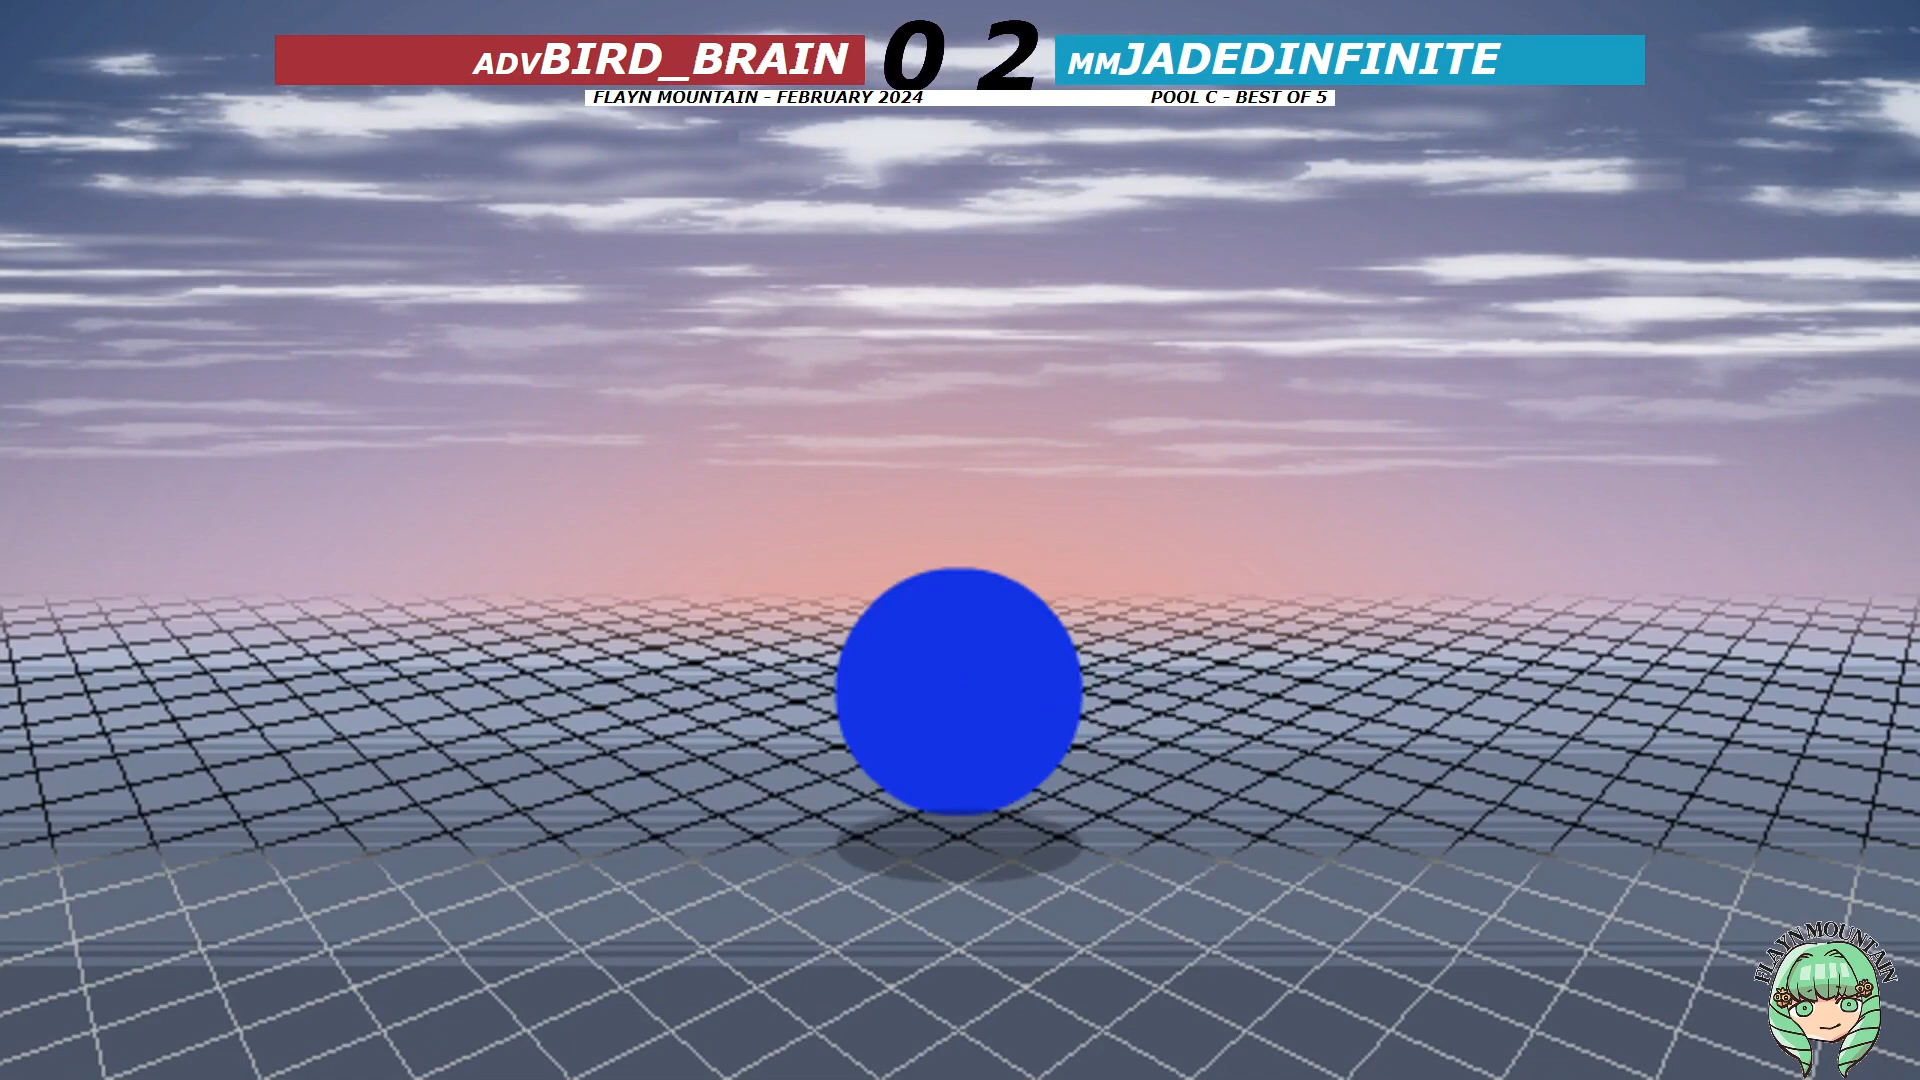 ADVBIRD_BRAIN 0 2 MMJADEDINFINITE
FLAYN MOUNTAIN - FEBRUARY 2024 POOL C - BEST OF 5
FLAYN MOUNTAIN